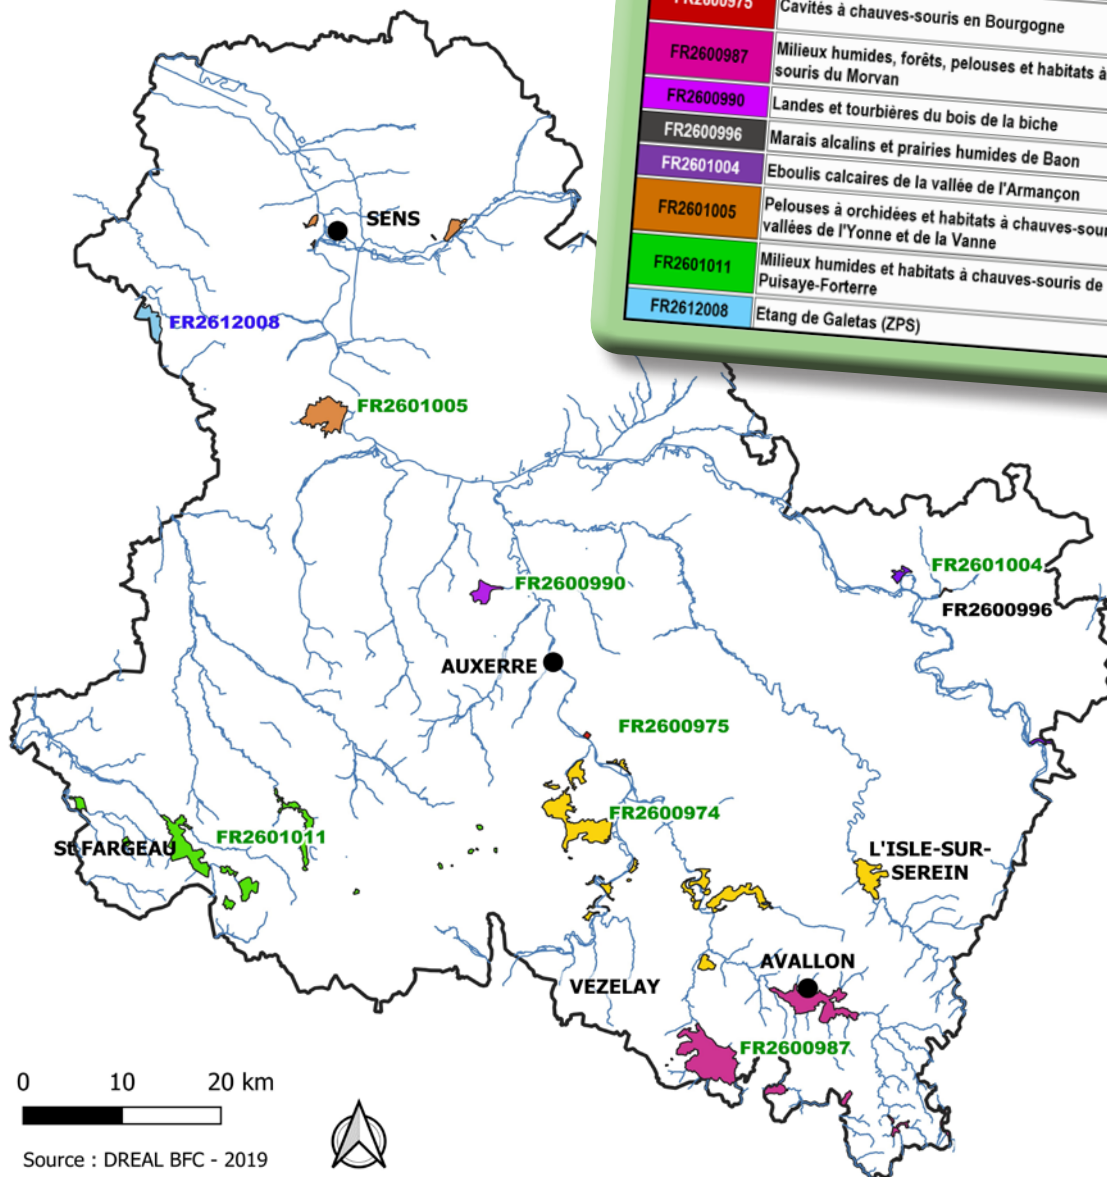 FR2600975 Cavités à chauves-souris en Bourgogne
FR2600987 Milieux humides, forêts, pelouses et habitats à
souris du Morvan
FR2600990 Landes et tourbières du bois de la biche
FR2600996 Marais alcalins et prairies humides de Baon
FR2601004 Eboulis calcaires de la vallée de l'Armançon
FR2601005 Pelouses à orchidées et habitats à
vallées de l'Yonne et de la Vanne
FR2601011 Milieux humides et habitats à chauves-souris de
Puisaye-Forterre
FR2612008 Etang de Galetas (ZPS)
SENS
FR2612008
FR2601005
FR2601004
FR2600990
FR2600996
AUXERRE
FR2600975
FR2600974
FR2601011
St FARGEAU
L'ISLE-SUR-
SEREIN
AVALLON
VEZELAY
FR2600987
0 10 20 km
Source : DREAL BFC - 2019